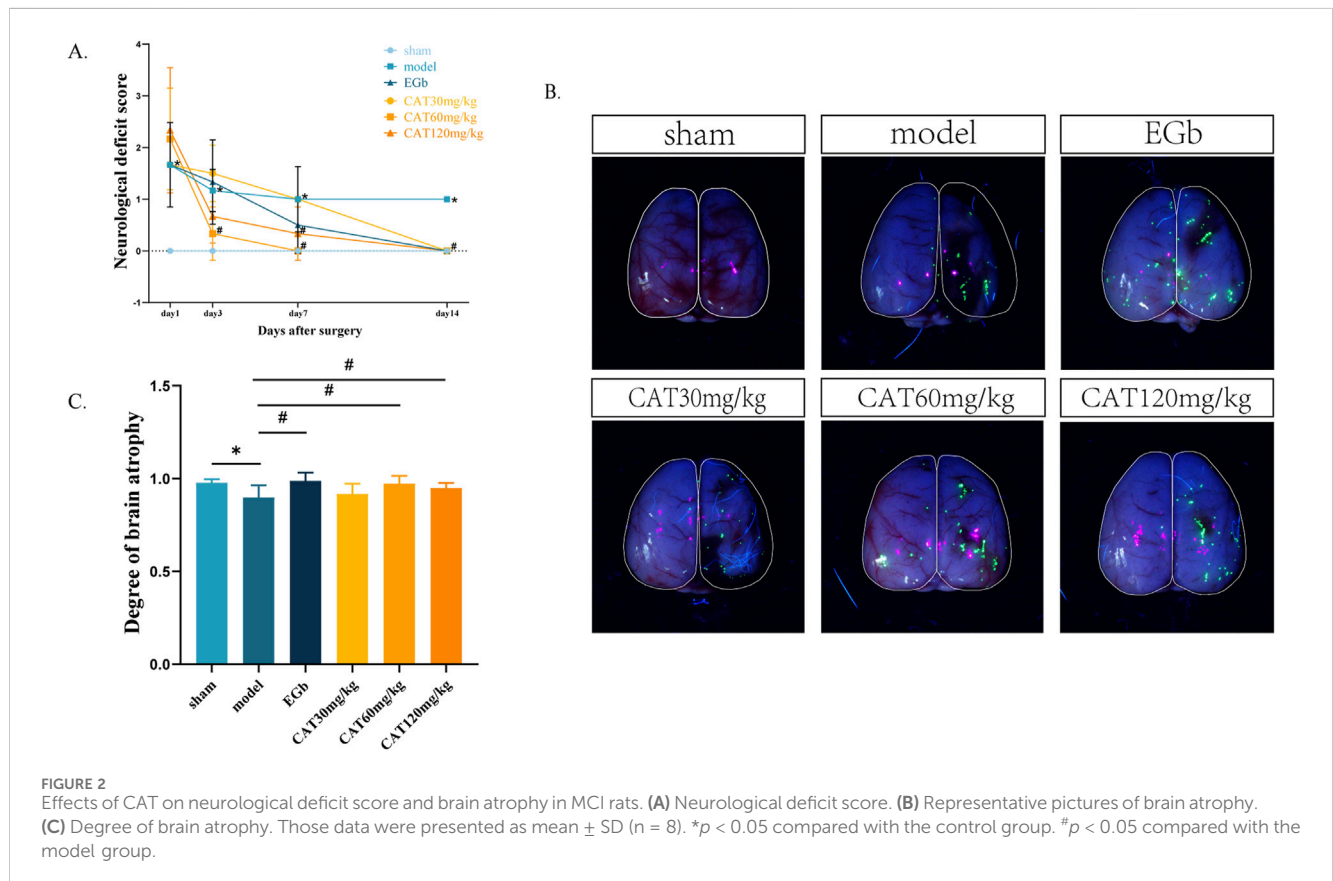 A.
Neurological deficit score
4
3
2
1
0
-1
day1
day3
day7
day14
Days after surgery
sham
model
EGb
CAT30mg/kg
CAT60mg/kg
CAT120mg/kg
*
*
*
*
#
#
#
#
B.
sham
model
EGb
CAT30mg/kg
CAT60mg/kg
CAT120mg/kg
C.
Degree of brain atrophy
1.5
1.0
0.5
0.0
#
#
#
*
sham
model
EGb
CAT30mg/kg
CAT60mg/kg
CAT120mg/kg
FIGURE 2
Effects of CAT on neurological deficit score and brain atrophy in MCI rats. (A) Neurological deficit score. (B) Representative pictures of brain atrophy.
(C) Degree of brain atrophy. Those data were presented as mean ± SD (n = 8). *p < 0.05 compared with the control group. #p < 0.05 compared with the
model group.